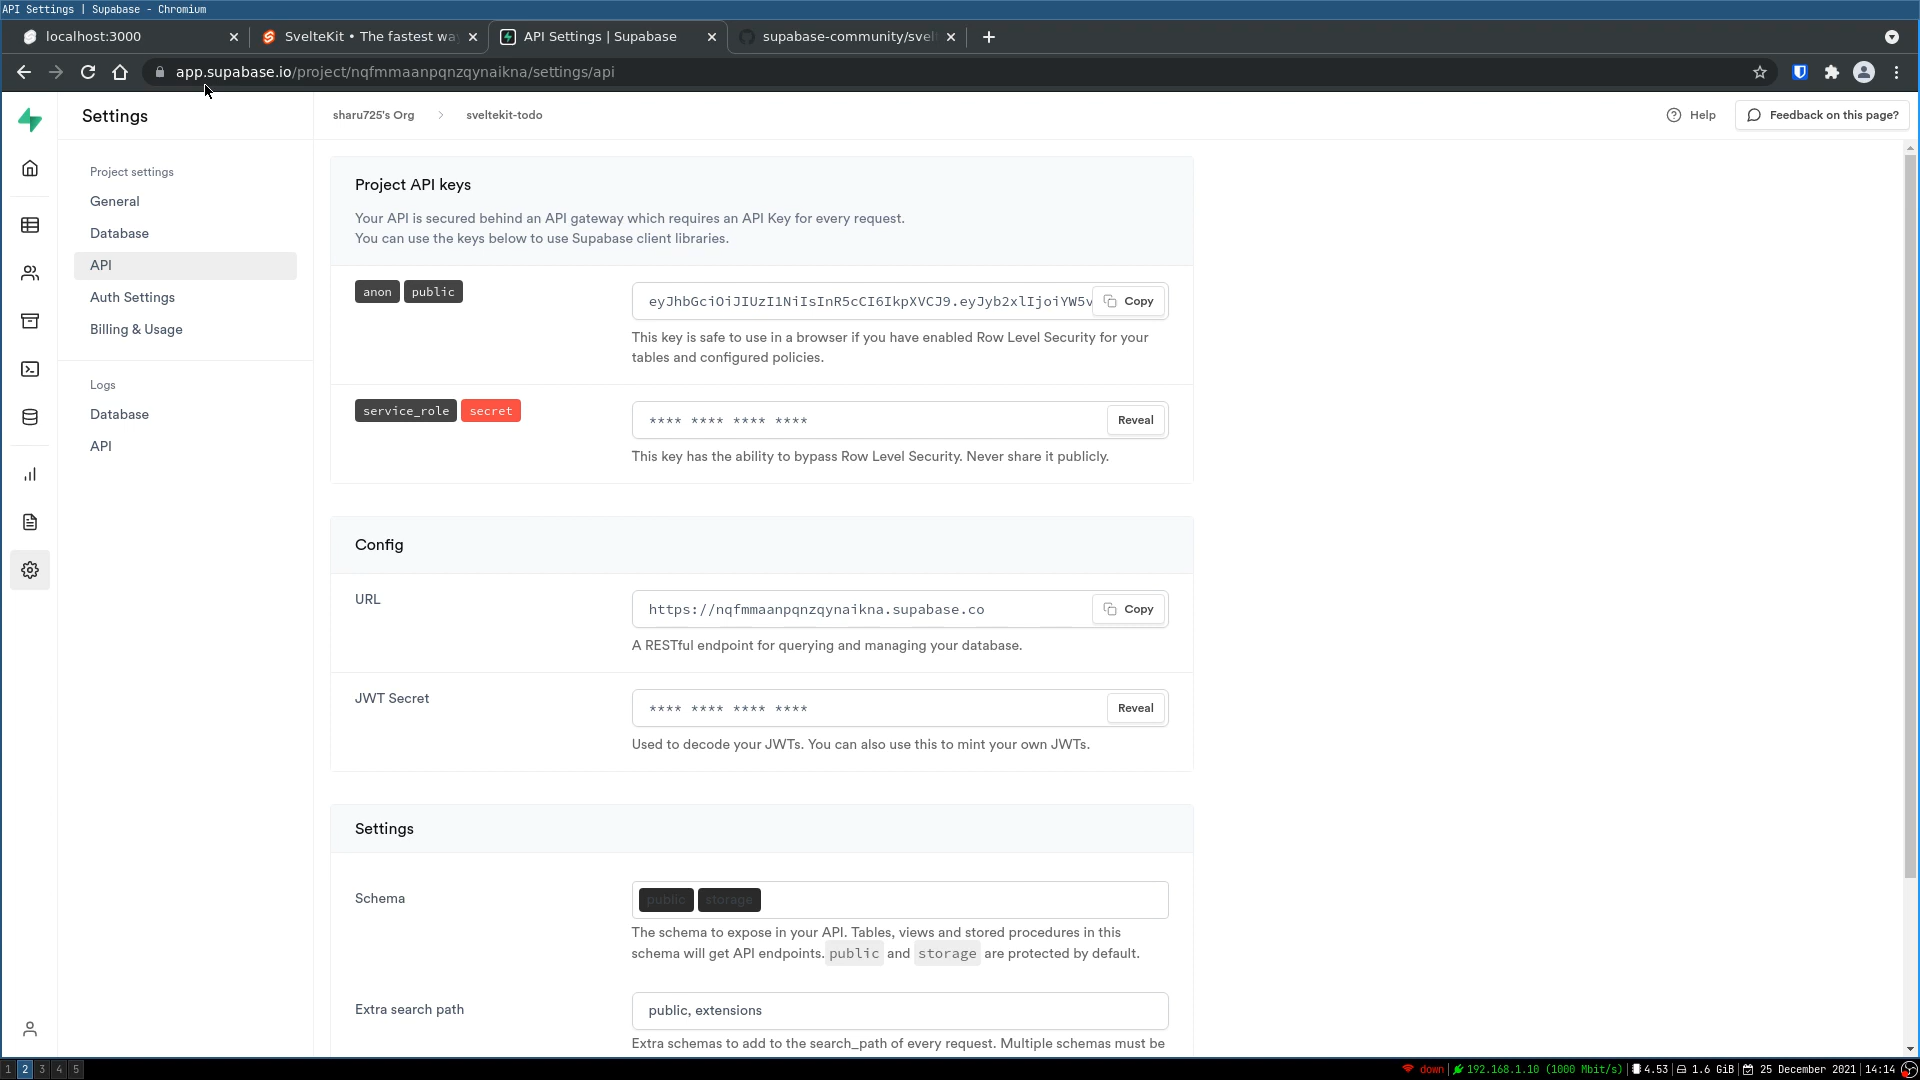 API Settings | Supabase - Chromium
localhost:3000
SvelteKit • The fastest wa
API Settings | Supabase
supabase-community/svel
app.supabase.io/project/nqfmmaanpqnzqynaikna/settings/api
Settings
sharu725's Org
sveltekit-todo
Help
Feedback on this page?
Project settings
General
Database
API
Auth Settings
Billing & Usage
Logs
Database
API
Project API keys
Your API is secured behind an API gateway which requires an API Key for every request.
You can use the keys below to use Supabase client libraries.
anon public
eyJhbGciOiJIUzI1NiIsInR5cCI6IkpXVCJ9.eyJyb2xlIjoiYW5v
Copy
This key is safe to use in a browser if you have enabled Row Level Security for your
tables and configured policies.
service_role secret
**** **** **** ****
Reveal
This key has the ability to bypass Row Level Security. Never share it publicly.
Config
URL
https://nqfmmaanpqnzqynaikna.supabase.co
Copy
A RESTful endpoint for querying and managing your database.
JWT Secret
**** **** **** ****
Reveal
Used to decode your JWTs. You can also use this to mint your own JWTs.
Settings
Schema
public storage
The schema to expose in your API. Tables, views and stored procedures in this
schema will get API endpoints. public and storage are protected by default.
Extra search path
public, extensions
Extra schemas to add to the search_path of every request. Multiple schemas must be
1 2 3 4 5
down | 192.168.1.10 (1000 Mbit/s) | 4.53 | 1.6 GiB | 25 December 2021 | 14:14